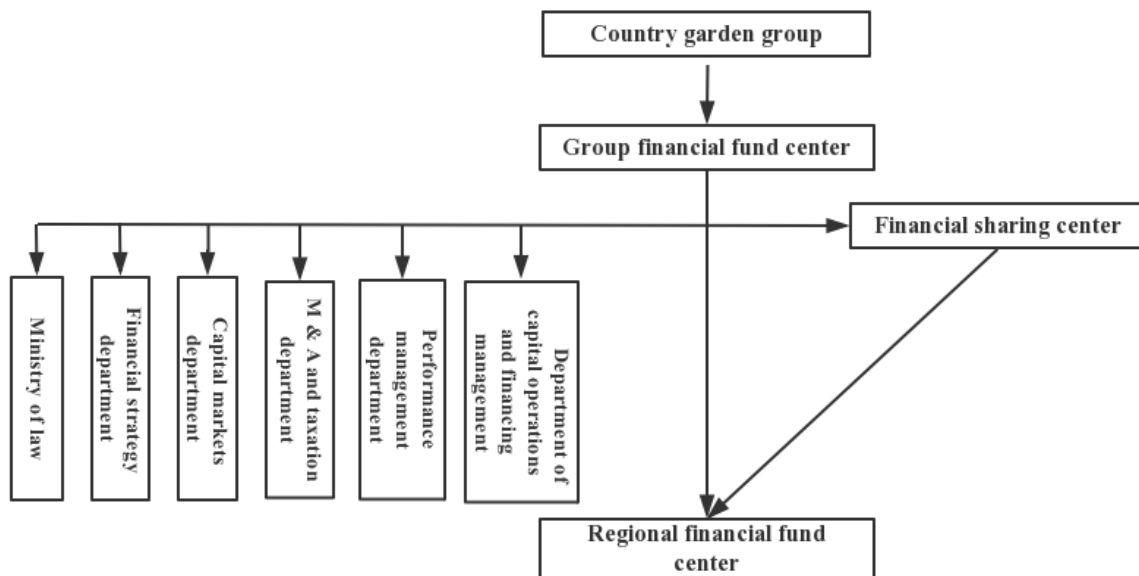 Country garden group
Group financial fund center
Financial sharing center
Ministry of law
Financial strategy
department
Capital markets
department
M & A and taxation
department
Performance
management
department
Department of
capital operations
and financing
management
Regional financial fund
center